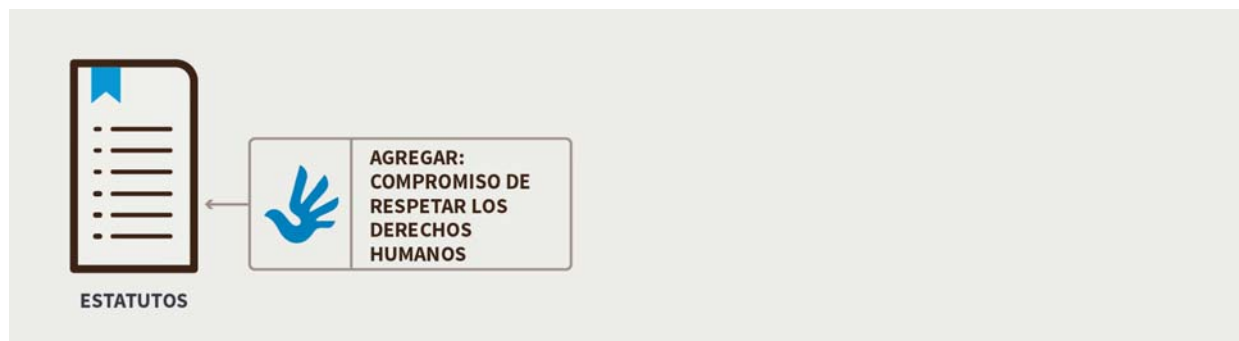 AGREGAR:
COMPROMISO DE
RESPETAR LOS
DERECHOS
HUMANOS
ESTATUTOS